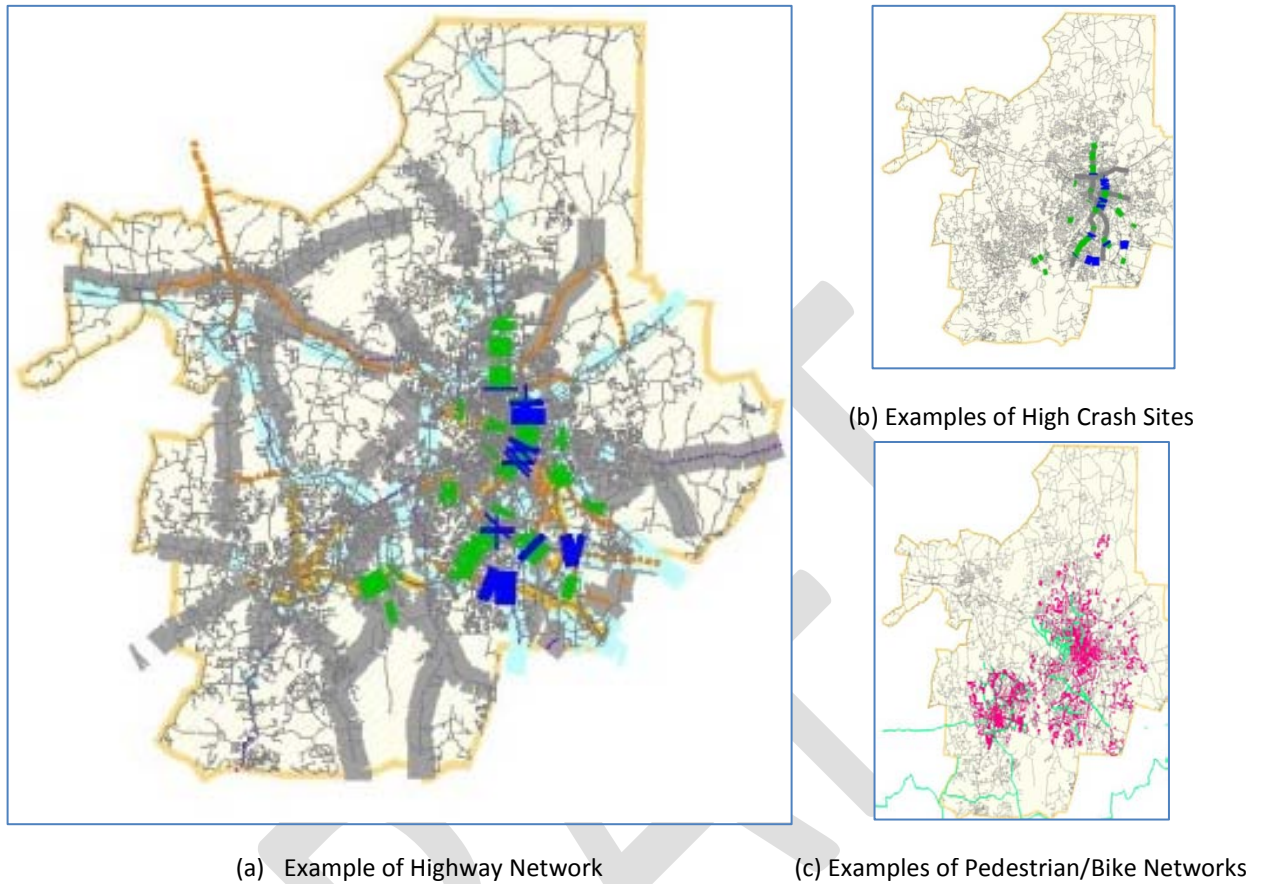 (b) Examples of High Crash Sites
(a) Example of Highway Network
(c) Examples of Pedestrian/Bike Networks